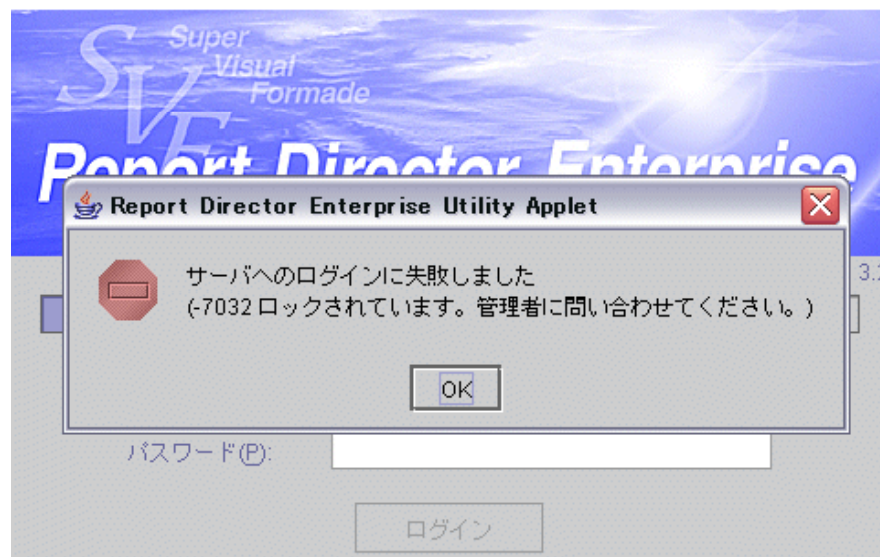 Super
Visual
Formade
SVF
Report Director Enterprise
Report Director Enterprise Utility Applet
サーバへのログインに失敗しました
(-7032 ロックされています。管理者に問い合わせてください。)
OK
パスワード(P):
ログイン